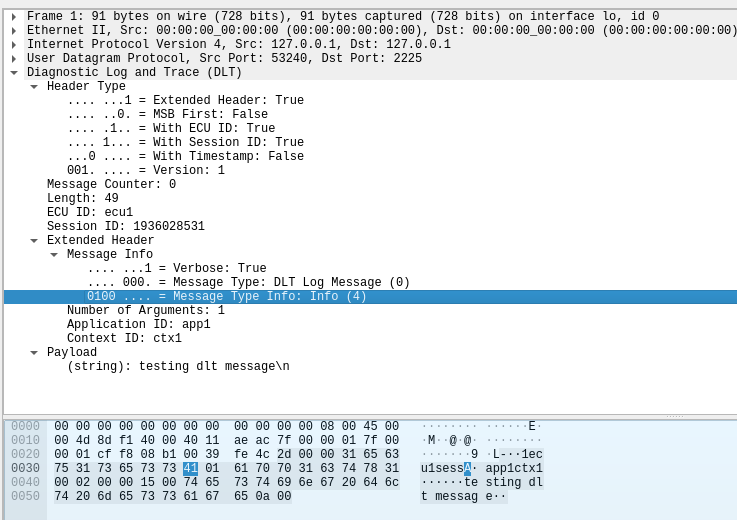 Frame 1: 91 bytes on wire (728 bits), 91 bytes captured (728 bits) on interface lo, id 0
Ethernet II, Src: 00:00:00_00:00:00 (00:00:00:00:00:00), Dst: 00:00:00_00:00:00 (00:00:00:00:00:00)
Internet Protocol Version 4, Src: 127.0.0.1, Dst: 127.0.0.1
User Datagram Protocol, Src Port: 53240, Dst Port: 2225
Diagnostic Log and Trace (DLT)
Header Type
.... ...1 = Extended Header: True
.... ..0. = MSB First: False
.... .1.. = With ECU ID: True
.... 1... = With Session ID: True
...0 .... = With Timestamp: False
001. .... = Version: 1
Message Counter: 0
Length: 49
ECU ID: ecu1
Session ID: 1936028531
Extended Header
Message Info
.... ...1 = Verbose: True
.... 000. = Message Type: DLT Log Message (0)
0100 .... = Message Type Info: Info (4)
Number of Arguments: 1
Application ID: app1
Context ID: ctx1
Payload
(string): testing dlt message\n
0000 00 00 00 00 00 00 00 00 00 00 00 00 08 00 45 00 ········ ······E·
0010 00 4d 8d f1 40 00 40 11 ae ac 7f 00 00 01 7f 00 ·M··@·@· ········
0020 00 01 cf f8 08 b1 00 39 fe 4c 2d 00 00 31 65 63 ·······9 ·L-··1ec
0030 75 31 73 65 73 73 41 01 61 70 70 31 63 74 78 31 u1sessA· app1ctx1
0040 00 02 00 00 15 00 74 65 73 74 69 6e 67 20 64 6c ······te sting dl
0050 74 20 6d 65 73 73 61 67 65 0a 00 t messag e··